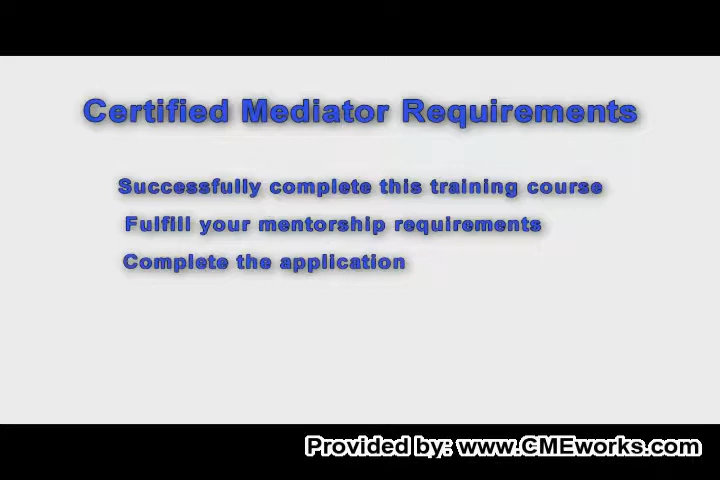 Certified Mediator Requirements
Successfully complete this training course
Fulfill your mentorship requirements
Complete the application
Provided by: www.CMEworks.com